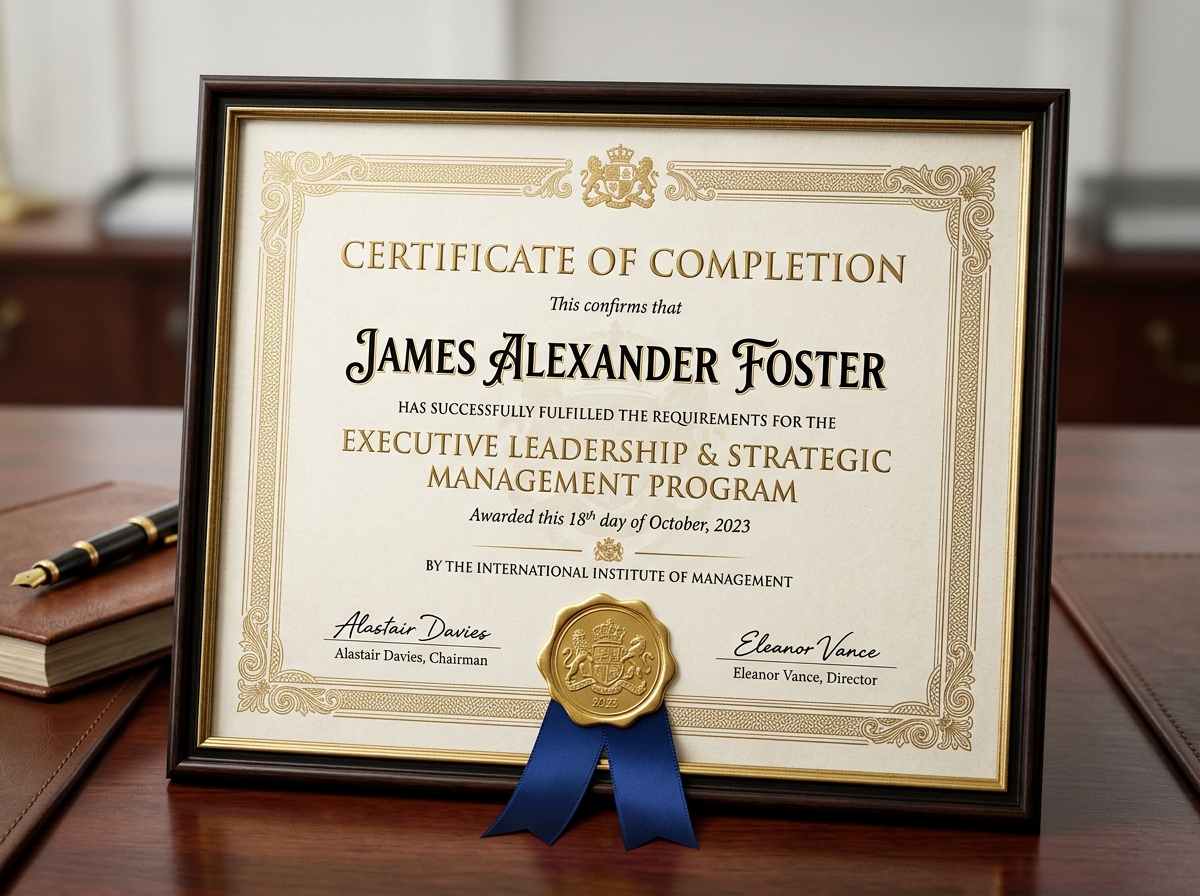 CERTIFICATE OF COMPLETION
This confirms that
JAMES ALEXANDER FOSTER
HAS SUCCESSFULLY FULFILLED THE REQUIREMENTS FOR THE
EXECUTIVE LEADERSHIP & STRATEGIC
MANAGEMENT PROGRAM
Awarded this 18th day of October, 2023
BY THE INTERNATIONAL INSTITUTE OF MANAGEMENT
Alastair Davies
Alastair Davies, Chairman
Eleanor Vance
Eleanor Vance, Director
2023